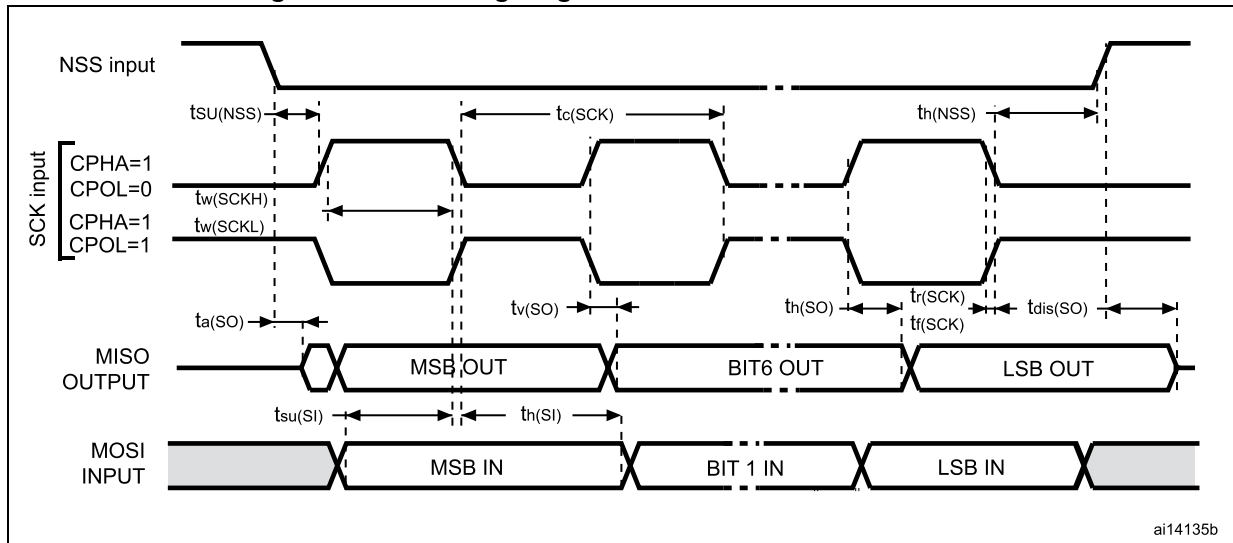 NSS input
tSU(NSS)
tc(SCK)
th(NSS)
SCK input
CPHA=1
CPOL=0
tw(SCKH)
CPHA=1
tw(SCKL)
CPOL=1
ta(SO)
tv(SO)
th(SO)
tr(SCK)
tf(SCK)
tdis(SO)
MISO
OUTPUT
MSB OUT
BIT6 OUT
LSB OUT
tsu(SI)
th(SI)
MOSI
INPUT
MSB IN
BIT 1 IN
LSB IN
ai14135b